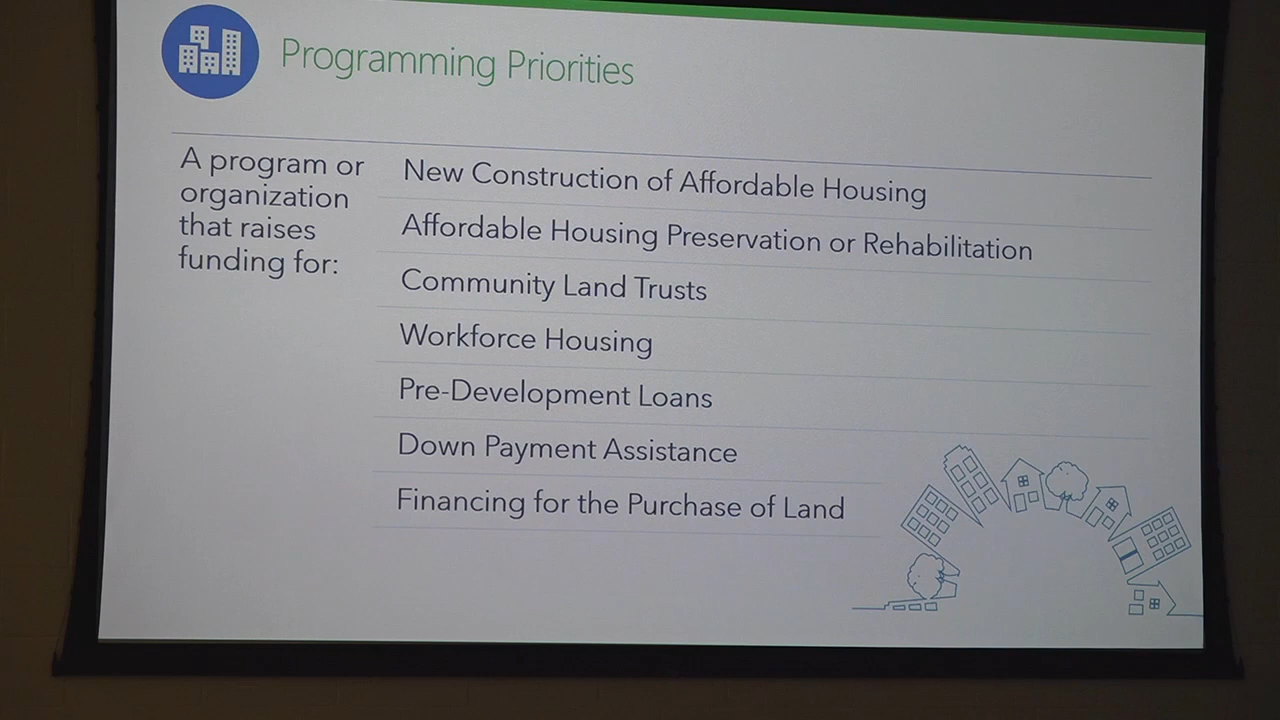 Programming Priorities
A program or
organization
that raises
funding for:
New Construction of Affordable Housing
Affordable Housing Preservation or Rehabilitation
Community Land Trusts
Workforce Housing
Pre-Development Loans
Down Payment Assistance
Financing for the Purchase of Land